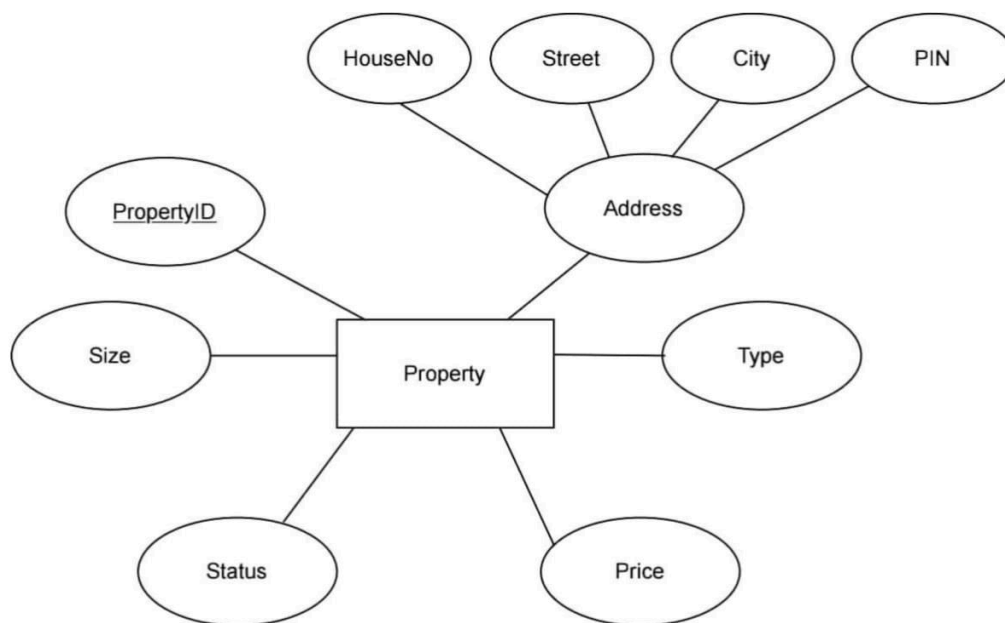 HouseNo
Street
City
PIN
Address
PropertyID
Size
Property
Type
Status
Price